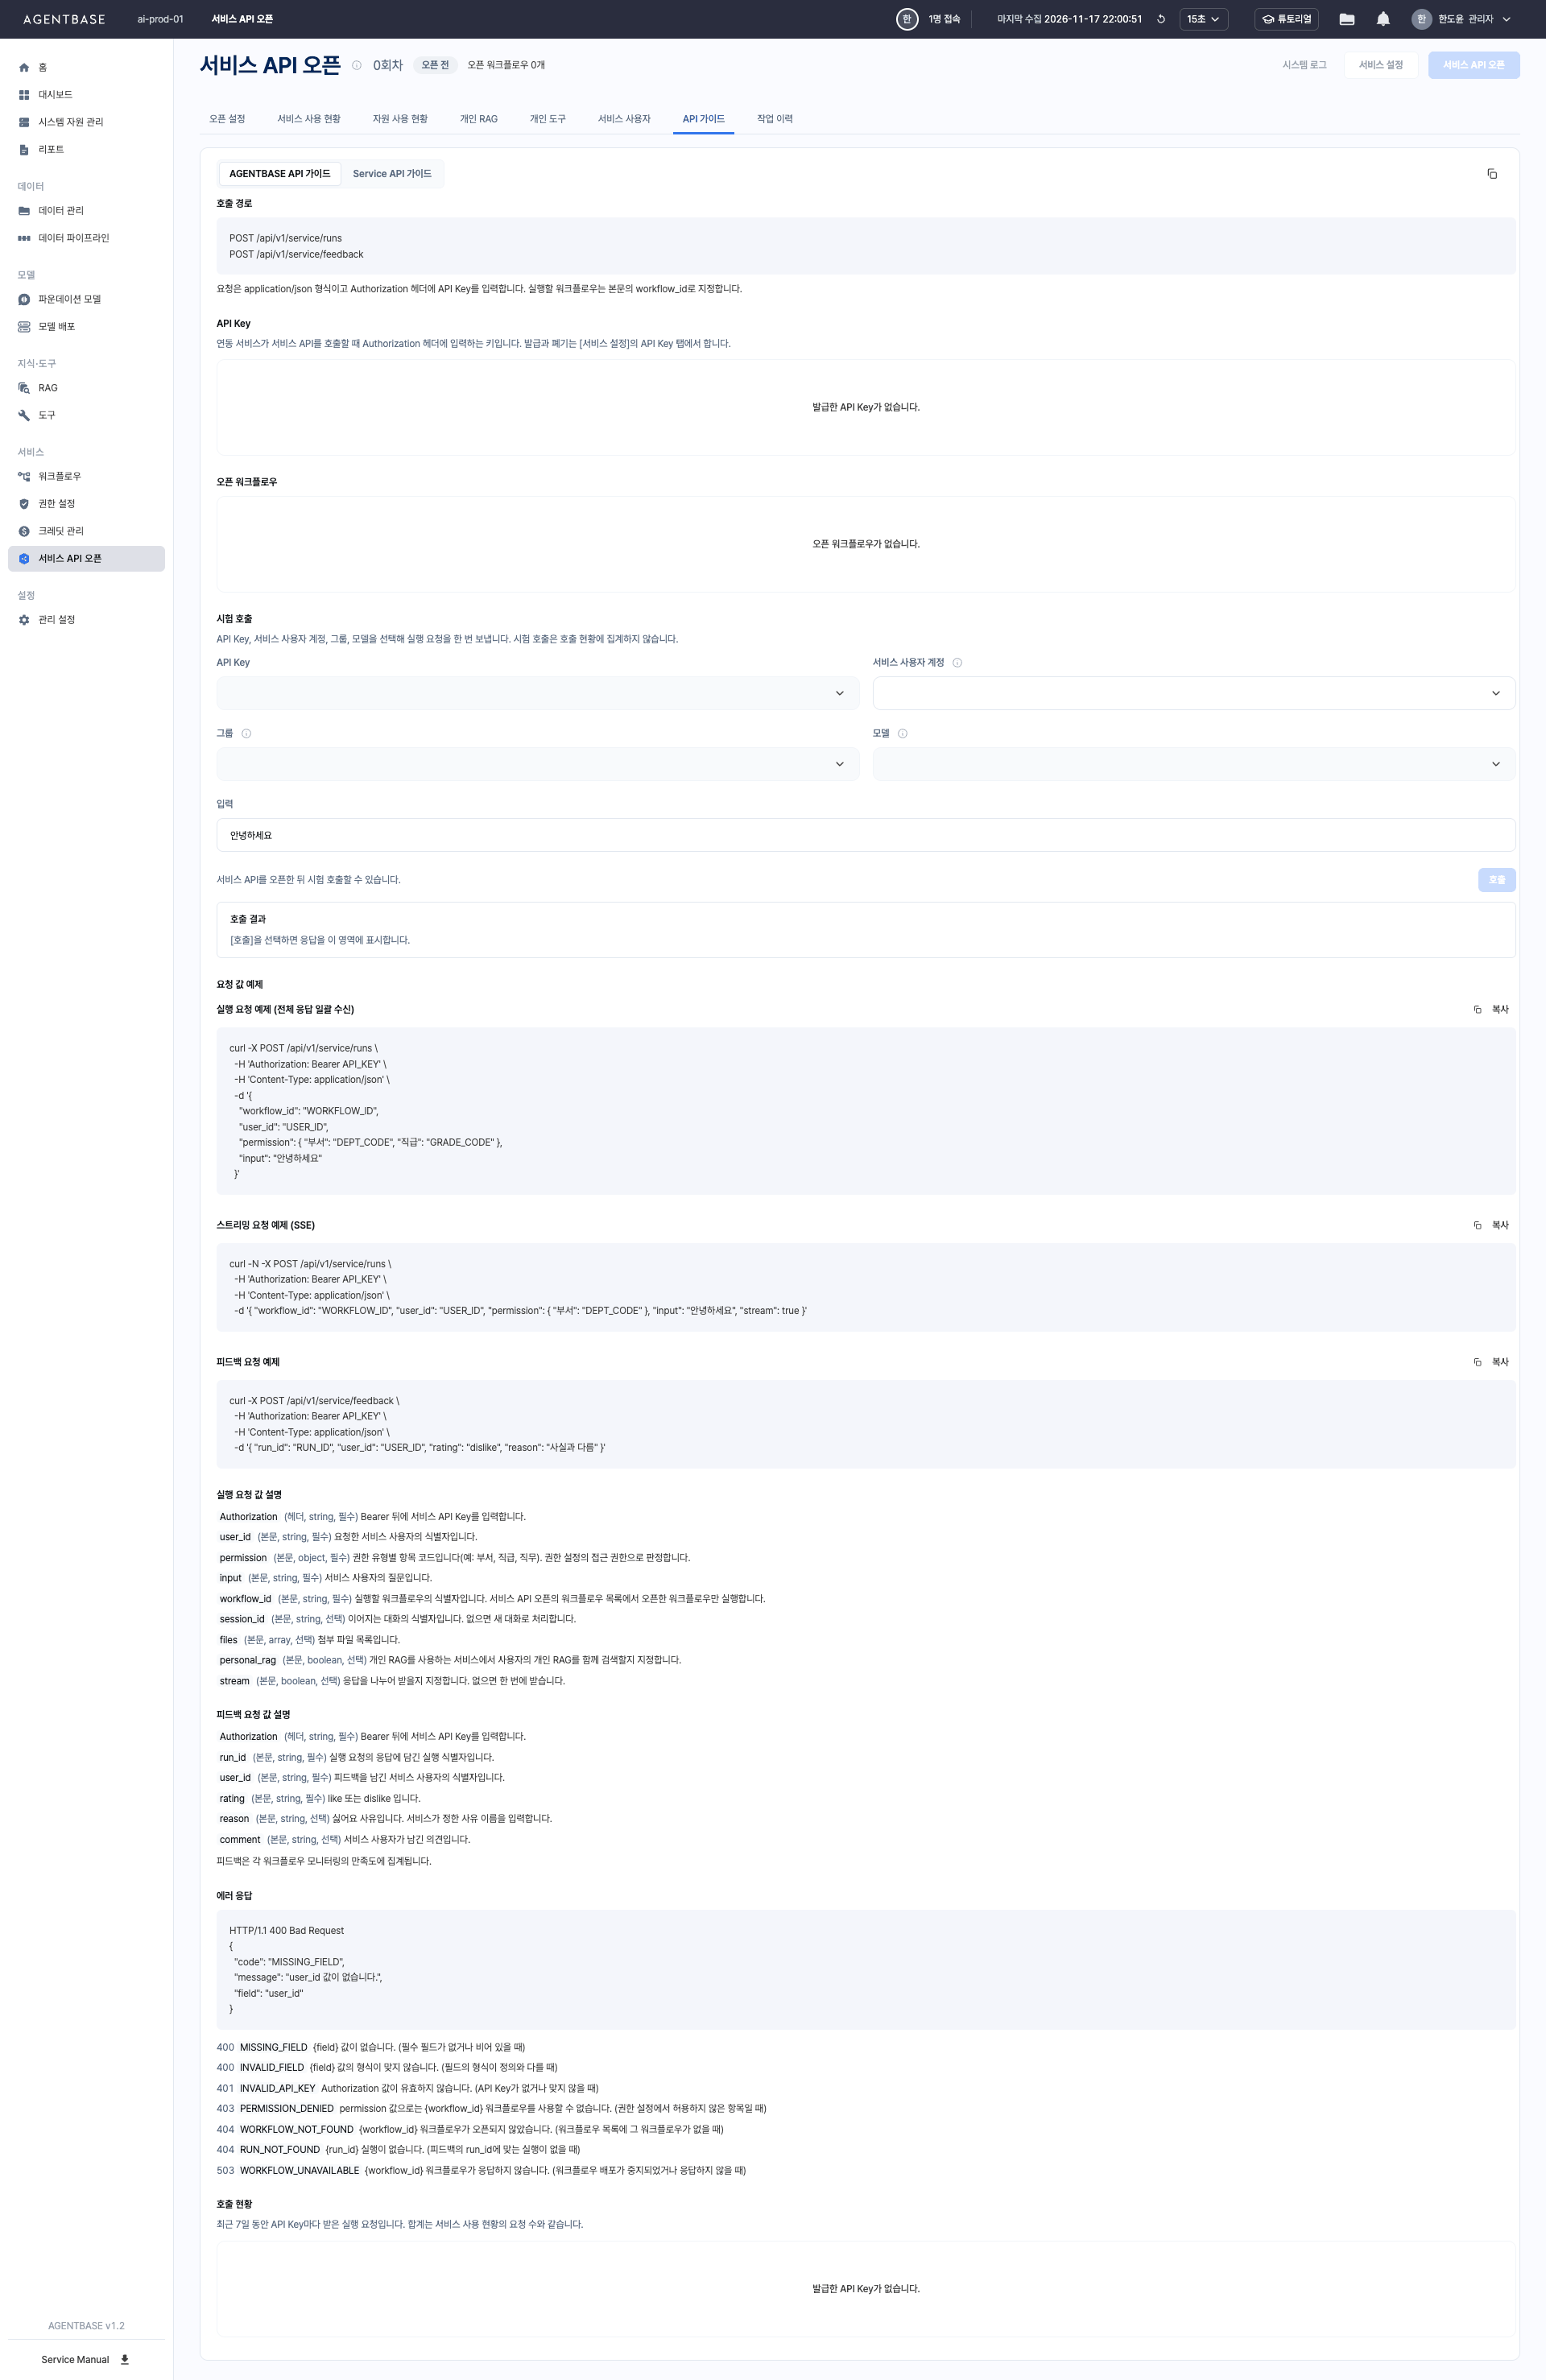 AGENTBASE ai-prod-01 서비스 API 오픈 한 1명 접속 마지막 수집 2026-11-17 22:00:51 15초 튜토리얼 한 한도윤 관리자
홈
대시보드
시스템 자원 관리
리포트
데이터
데이터 관리
데이터 파이프라인
모델
파운데이션 모델
모델 배포
지식·도구
RAG
도구
서비스
워크플로우
권한 설정
크레딧 관리
서비스 API 오픈
설정
관리 설정
AGENTBASE v1.2
Service Manual
서비스 API 오픈 0회차 오픈 전 오픈 워크플로우 0개 시스템 로그 서비스 설정 서비스 API 오픈
오픈 설정 서비스 사용 현황 자원 사용 현황 개인 RAG 개인 도구 서비스 사용자 API 가이드 작업 이력
AGENTBASE API 가이드 Service API 가이드
호출 경로
POST /api/v1/service/runs
POST /api/v1/service/feedback
요청은 application/json 형식이고 Authorization 헤더에 API Key를 입력합니다. 실행할 워크플로우는 본문의 workflow_id로 지정합니다.
API Key
연동 서비스가 서비스 API를 호출할 때 Authorization 헤더에 입력하는 키입니다. 발급과 폐기는 [서비스 설정]의 API Key 탭에서 합니다.
발급한 API Key가 없습니다.
오픈 워크플로우
오픈 워크플로우가 없습니다.
시험 호출
API Key, 서비스 사용자 계정, 그룹, 모델을 선택해 실행 요청을 한 번 보냅니다. 시험 호출은 호출 현황에 집계하지 않습니다.
API Key 서비스 사용자 계정
그룹 모델
입력
안녕하세요
서비스 API를 오픈한 뒤 시험 호출할 수 있습니다. 호출
호출 결과
[호출]을 선택하면 응답을 이 영역에 표시합니다.
요청 값 예제
실행 요청 예제 (전체 응답 일괄 수신) 복사
curl -X POST /api/v1/service/runs \
-H 'Authorization: Bearer API_KEY' \
-H 'Content-Type: application/json' \
-d '{
"workflow_id": "WORKFLOW_ID",
"user_id": "USER_ID",
"permission": { "부서": "DEPT_CODE", "직급": "GRADE_CODE" },
"input": "안녕하세요"
}'
스트리밍 요청 예제 (SSE) 복사
curl -N -X POST /api/v1/service/runs \
-H 'Authorization: Bearer API_KEY' \
-H 'Content-Type: application/json' \
-d '{ "workflow_id": "WORKFLOW_ID", "user_id": "USER_ID", "permission": { "부서": "DEPT_CODE" }, "input": "안녕하세요", "stream": true }'
피드백 요청 예제 복사
curl -X POST /api/v1/service/feedback \
-H 'Authorization: Bearer API_KEY' \
-H 'Content-Type: application/json' \
-d '{ "run_id": "RUN_ID", "user_id": "USER_ID", "rating": "dislike", "reason": "사실과 다름" }'
실행 요청 값 설명
Authorization (헤더, string, 필수) Bearer 뒤에 서비스 API Key를 입력합니다.
user_id (본문, string, 필수) 요청한 서비스 사용자의 식별자입니다.
permission (본문, object, 필수) 권한 유형별 항목 코드입니다(예: 부서, 직급, 직무). 권한 설정의 접근 권한으로 판정합니다.
input (본문, string, 필수) 서비스 사용자의 질문입니다.
workflow_id (본문, string, 필수) 실행할 워크플로우의 식별자입니다. 서비스 API 오픈의 워크플로우 목록에서 오픈한 워크플로우만 실행합니다.
session_id (본문, string, 선택) 이어지는 대화의 식별자입니다. 없으면 새 대화로 처리합니다.
files (본문, array, 선택) 첨부 파일 목록입니다.
personal_rag (본문, boolean, 선택) 개인 RAG를 사용하는 서비스에서 사용자의 개인 RAG를 함께 검색할지 지정합니다.
stream (본문, boolean, 선택) 응답을 나누어 받을지 지정합니다. 없으면 한 번에 받습니다.
피드백 요청 값 설명
Authorization (헤더, string, 필수) Bearer 뒤에 서비스 API Key를 입력합니다.
run_id (본문, string, 필수) 실행 요청의 응답에 담긴 실행 식별자입니다.
user_id (본문, string, 필수) 피드백을 남긴 서비스 사용자의 식별자입니다.
rating (본문, string, 필수) like 또는 dislike 입니다.
reason (본문, string, 선택) 싫어요 사유입니다. 서비스가 정한 사유 이름을 입력합니다.
comment (본문, string, 선택) 서비스 사용자가 남긴 의견입니다.
피드백은 각 워크플로우 모니터링의 만족도에 집계됩니다.
에러 응답
HTTP/1.1 400 Bad Request
{
"code": "MISSING_FIELD",
"message": "user_id 값이 없습니다.",
"field": "user_id"
}
400 MISSING_FIELD {field} 값이 없습니다. (필수 필드가 없거나 비어 있을 때)
400 INVALID_FIELD {field} 값의 형식이 맞지 않습니다. (필드의 형식이 정의와 다를 때)
401 INVALID_API_KEY Authorization 값이 유효하지 않습니다. (API Key가 없거나 맞지 않을 때)
403 PERMISSION_DENIED permission 값으로는 {workflow_id} 워크플로우를 사용할 수 없습니다. (권한 설정에서 허용하지 않은 항목일 때)
404 WORKFLOW_NOT_FOUND {workflow_id} 워크플로우가 오픈되지 않았습니다. (워크플로우 목록에 그 워크플로우가 없을 때)
404 RUN_NOT_FOUND {run_id} 실행이 없습니다. (피드백의 run_id에 맞는 실행이 없을 때)
503 WORKFLOW_UNAVAILABLE {workflow_id} 워크플로우가 응답하지 않습니다. (워크플로우 배포가 중지되었거나 응답하지 않을 때)
호출 현황
최근 7일 동안 API Key마다 받은 실행 요청입니다. 합계는 서비스 사용 현황의 요청 수와 같습니다.
발급한 API Key가 없습니다.